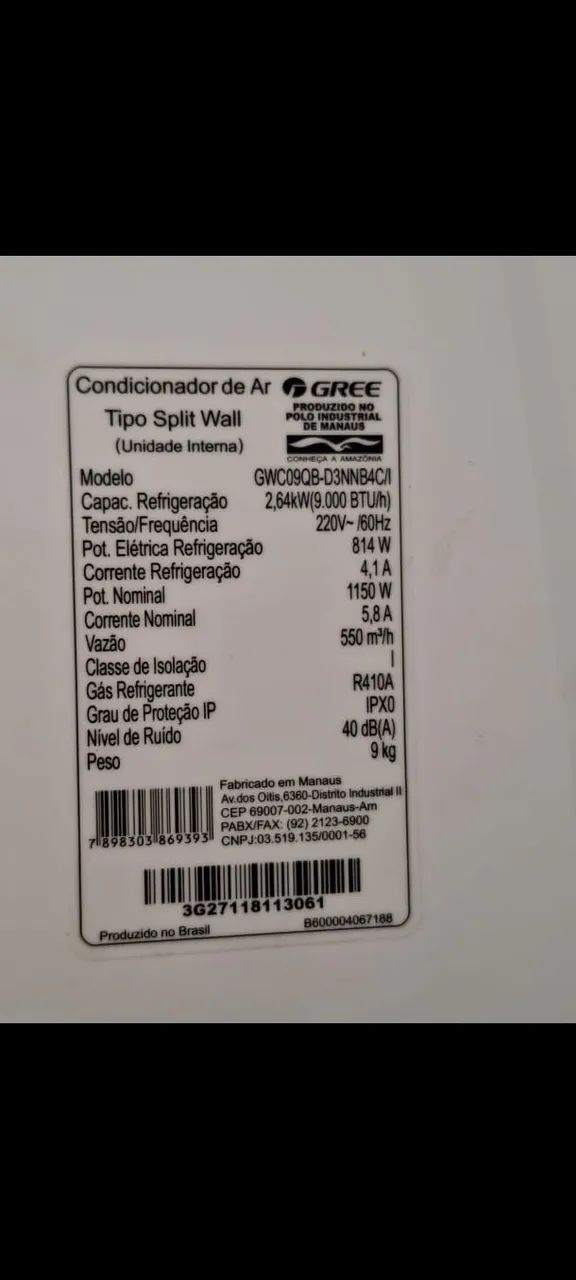 Condicionador de Ar GREE
Tipo Split Wall
(Unidade Interna)
PRODUZIDO NO
POLO INDUSTRIAL
DE MANAUS
CONHEÇA A AMAZÔNIA
Modelo GWC09QB-D3NNB4C/I
Capac. Refrigeração 2,64kW(9.000 BTU/h)
Tensão/Frequência 220V~ /60Hz
Pot. Elétrica Refrigeração 814 W
Corrente Refrigeração 4,1 A
Pot. Nominal 1150 W
Corrente Nominal 5,8 A
Vazão 550 m³/h
Classe de Isolação I
Gás Refrigerante R410A
Grau de Proteção IP IPX0
Nível de Ruído 40 dB(A)
Peso 9 kg
Fabricado em Manaus
Av.dos Oitis,6360-Distrito Industrial II
CEP 69007-002-Manaus-Am
PABX/FAX: (92) 2123-6900
CNPJ:03.519.135/0001-56
7 898303 869393
3G27118113061
Produzido no Brasil B600004067188